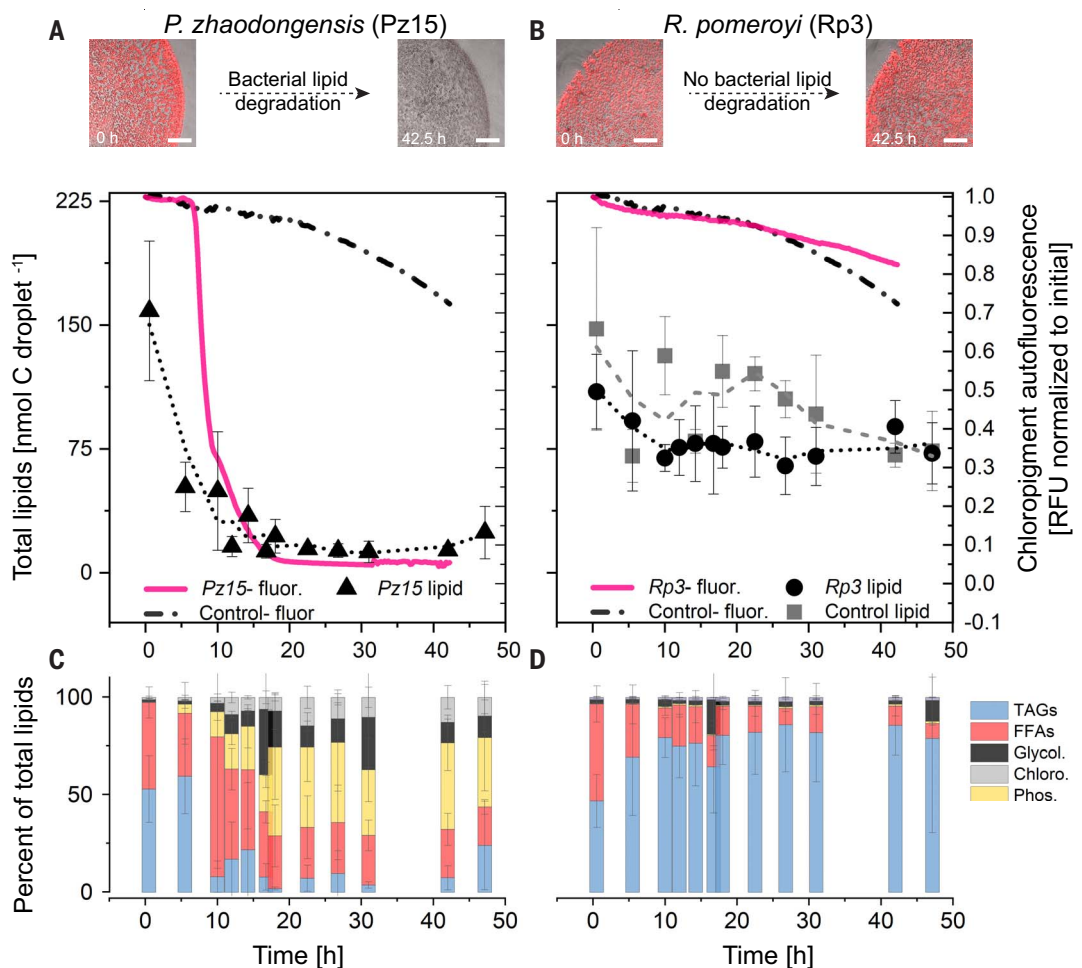 A
P. zhaodongensis (Pz15)
0 h
Bacterial lipid
degradation
42.5 h
B
R. pomeroyi (Rp3)
0 h
No bacterial lipid
degradation
42.5 h
Total lipids [nmol C droplet ⁻¹]
225
150
75
0
Pz15- fluor.
Pz15 lipid
Control- fluor
0
10
20
30
40
50
Rp3- fluor.
Rp3 lipid
Control- fluor.
Control lipid
0
10
20
30
40
50
1.0
0.9
0.8
0.7
0.6
0.5
0.4
0.3
0.2
0.1
0.0
-0.1
Chloropigment autofluorescence
[RFU normalized to initial]
C
Percent of total lipids
100
50
0
0
10
20
30
40
50
Time [h]
D
0
10
20
30
40
50
Time [h]
TAGs
FFAs
Glycol.
Chloro.
Phos.